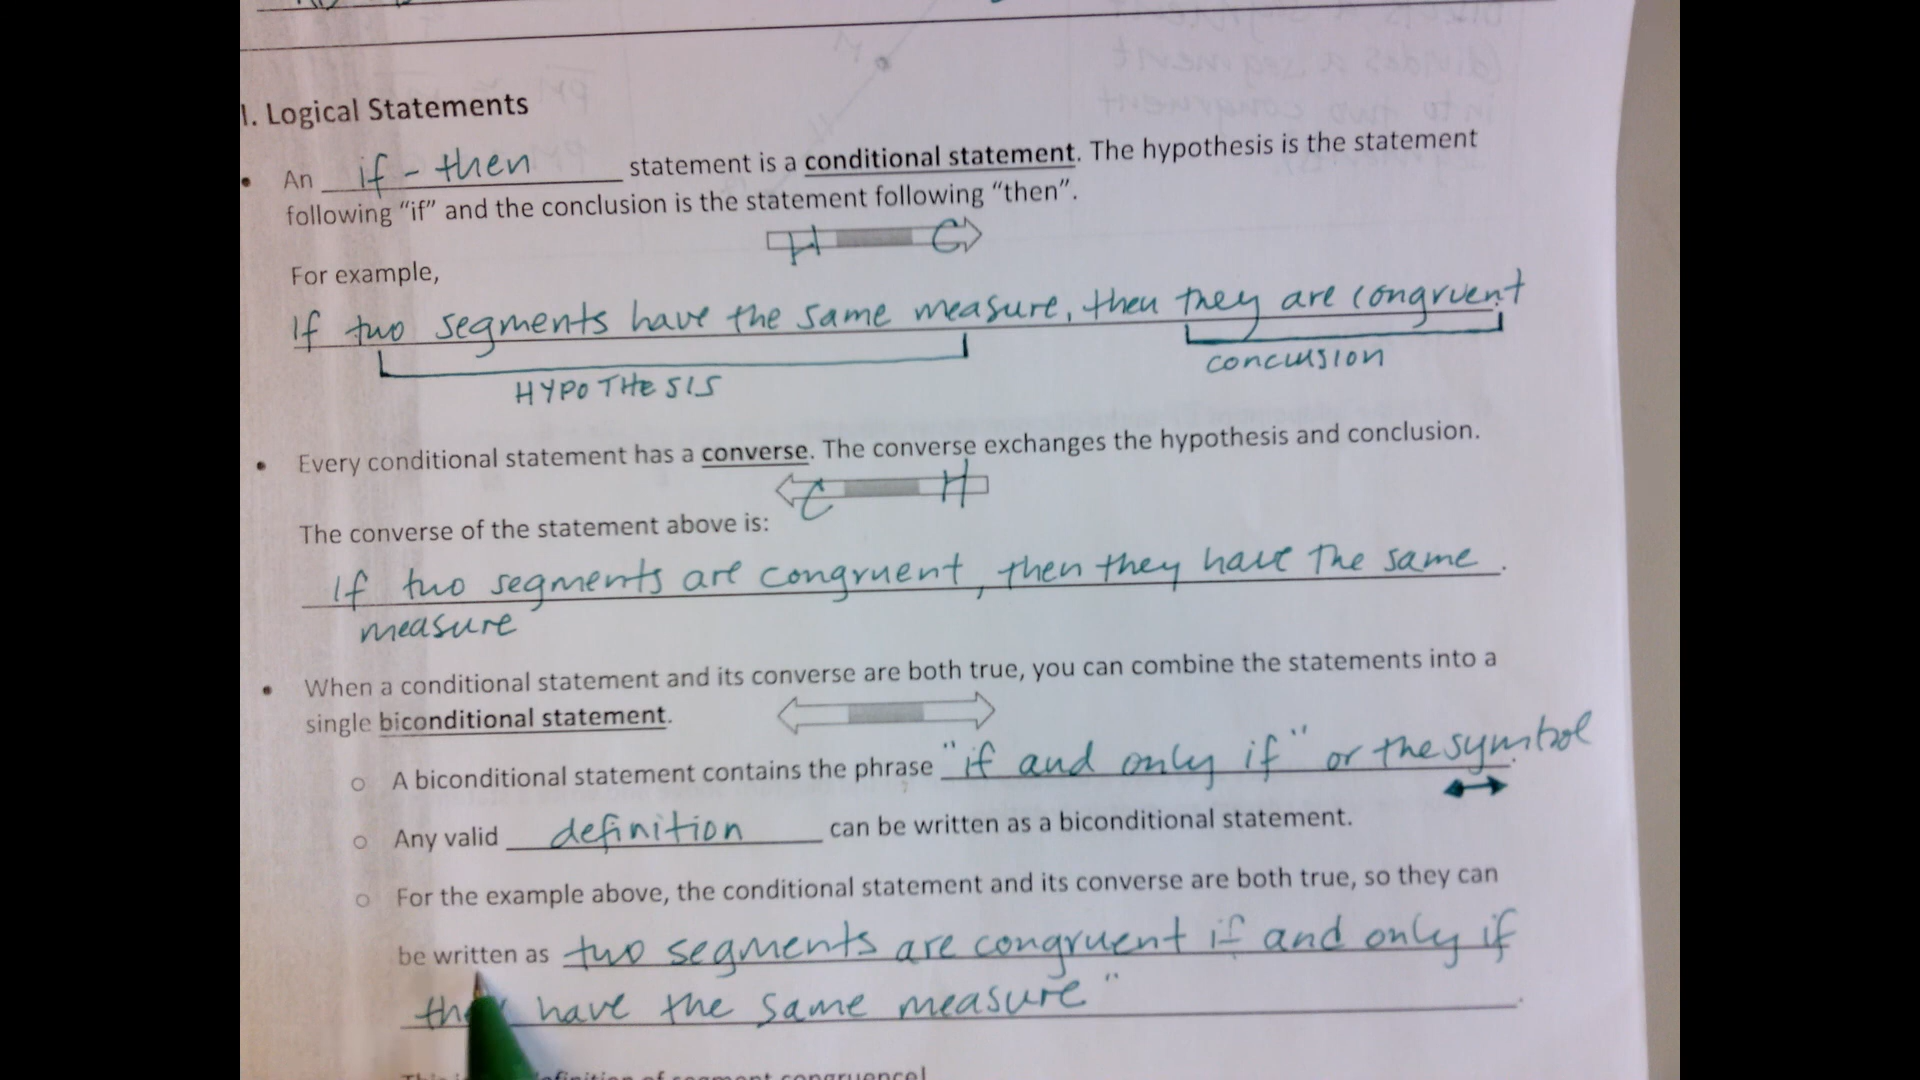 I. Logical Statements
• An if - then statement is a conditional statement. The hypothesis is the statement
following “if” and the conclusion is the statement following “then”.
H C
For example,
If two segments have the same measure, then they are congruent
HYPOTHESIS conclusion
• Every conditional statement has a converse. The converse exchanges the hypothesis and conclusion.
C H
The converse of the statement above is:
If two segments are congruent, then they have the same.
measure
• When a conditional statement and its converse are both true, you can combine the statements into a
single biconditional statement.
○ A biconditional statement contains the phrase "if and only if" or the symbol.
↔
○ Any valid definition can be written as a biconditional statement.
○ For the example above, the conditional statement and its converse are both true, so they can
be written as two segments are congruent if and only if
have the same measure".
of segment congruence!